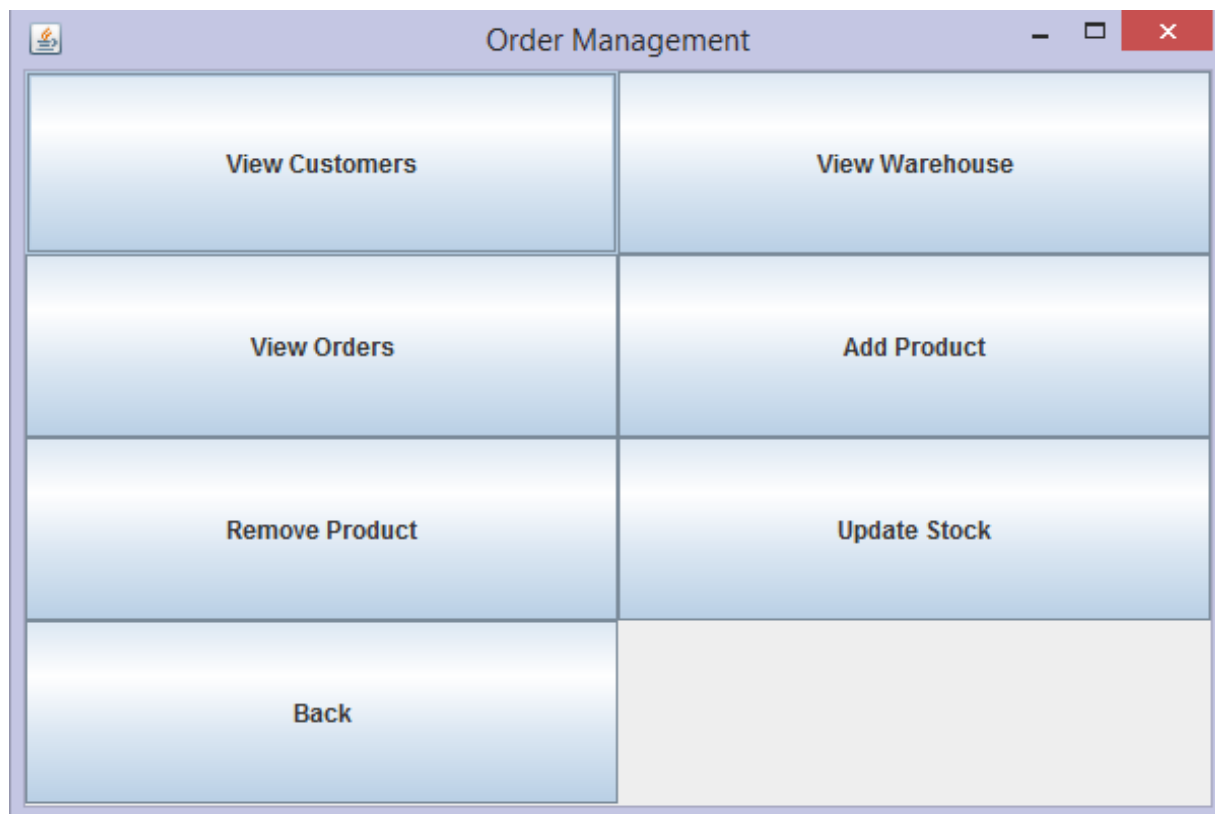 Order Management
View Customers
View Warehouse
View Orders
Add Product
Remove Product
Update Stock
Back